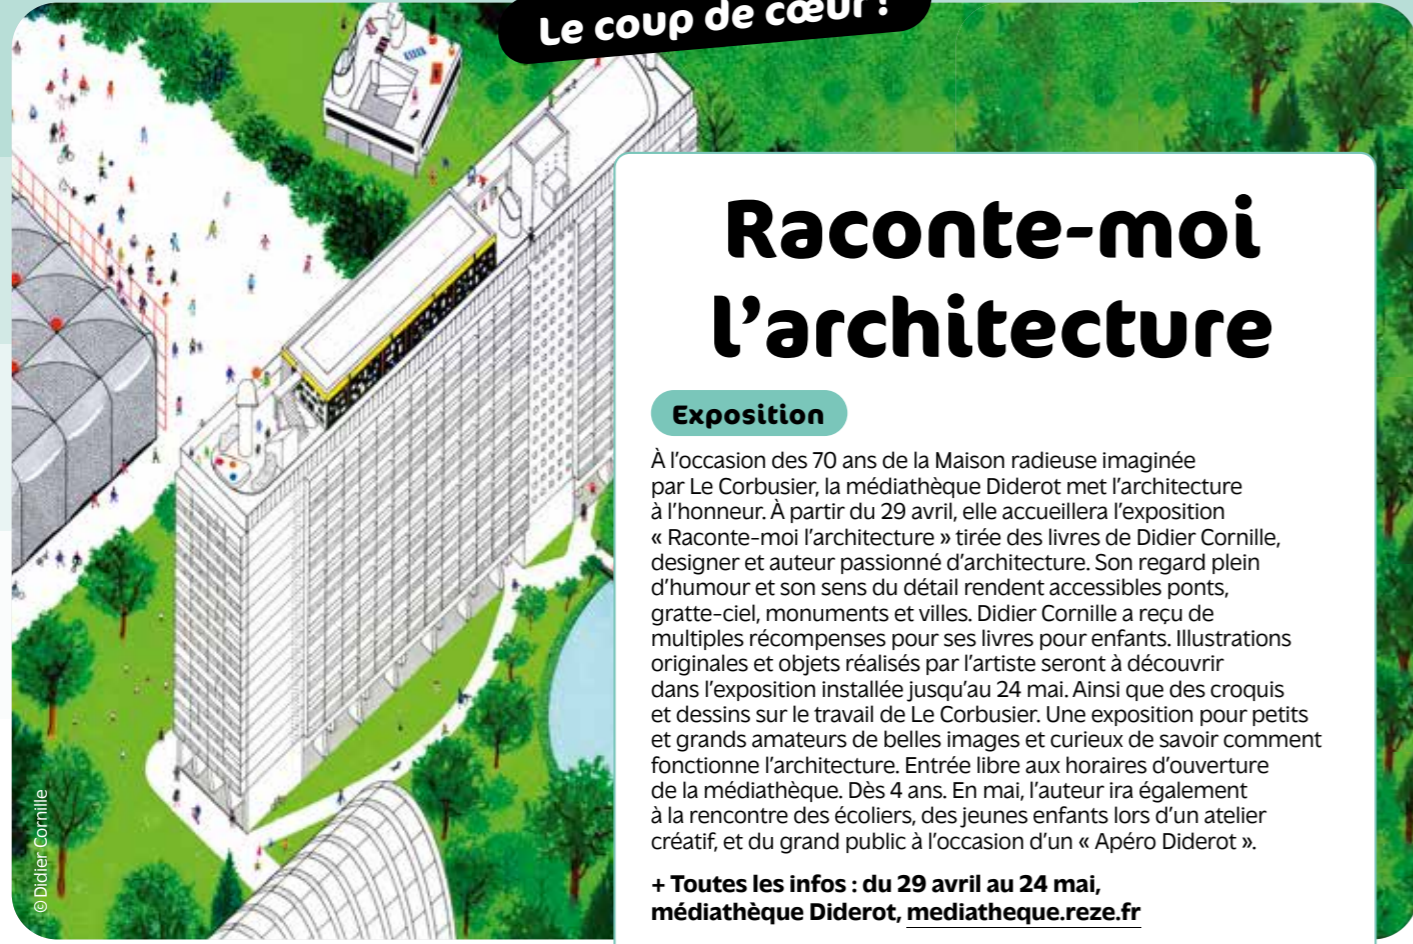 Le coup de cœur !
Raconte-moi
l’architecture
Exposition
À l’occasion des 70 ans de la Maison radieuse imaginée
par Le Corbusier, la médiathèque Diderot met l’architecture
à l’honneur. À partir du 29 avril, elle accueillera l’exposition
« Raconte-moi l’architecture » tirée des livres de Didier Cornille,
designer et auteur passionné d’architecture. Son regard plein
d’humour et son sens du détail rendent accessibles ponts,
gratte-ciel, monuments et villes. Didier Cornille a reçu de
multiples récompenses pour ses livres pour enfants. Illustrations
originales et objets réalisés par l’artiste seront à découvrir
dans l’exposition installée jusqu’au 24 mai. Ainsi que des croquis
et dessins sur le travail de Le Corbusier. Une exposition pour petits
et grands amateurs de belles images et curieux de savoir comment
fonctionne l’architecture. Entrée libre aux horaires d’ouverture
de la médiathèque. Dès 4 ans. En mai, l’auteur ira également
à la rencontre des écoliers, des jeunes enfants lors d’un atelier
créatif, et du grand public à l’occasion d’un « Apéro Diderot ».
+ Toutes les infos : du 29 avril au 24 mai,
médiathèque Diderot, mediatheque.reze.fr
© Didier Cornille